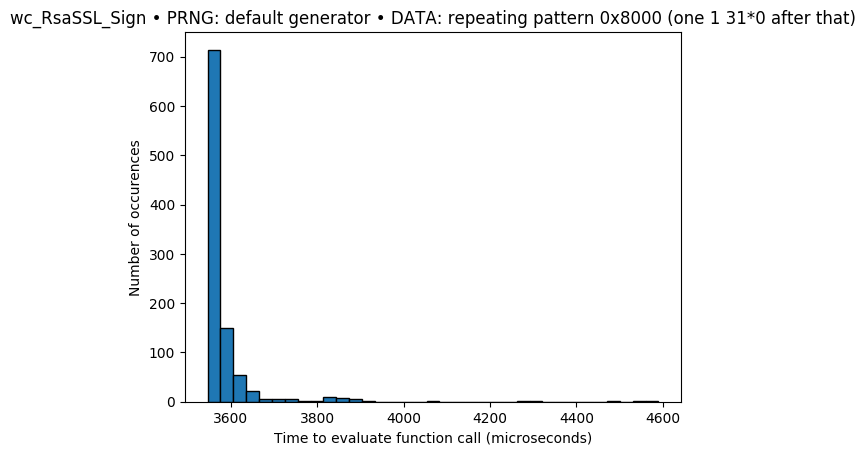 wc_RsaSSL_Sign • PRNG: default generator • DATA: repeating pattern 0x8000 (one 1 31*0 after that)
700
600
500
400
300
200
100
0
Number of occurences
3600 3800 4000 4200 4400 4600
Time to evaluate function call (microseconds)